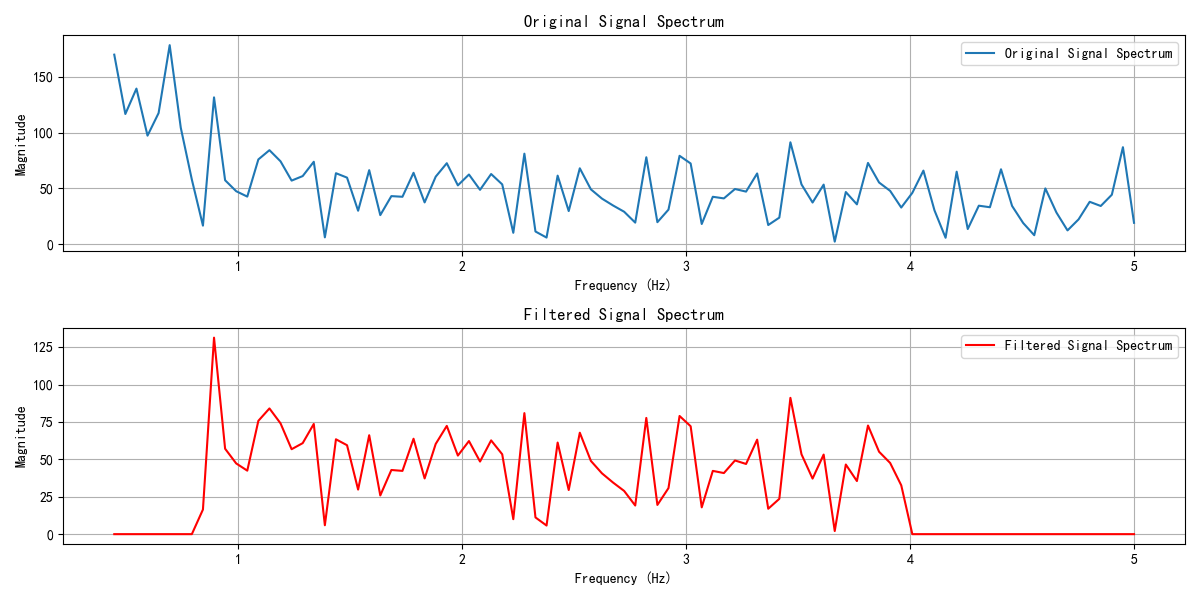 Original Signal Spectrum
Original Signal Spectrum
Magnitude
150
100
50
0
1 2 3 4 5
Frequency (Hz)
Filtered Signal Spectrum
Filtered Signal Spectrum
Magnitude
125
100
75
50
25
0
1 2 3 4 5
Frequency (Hz)